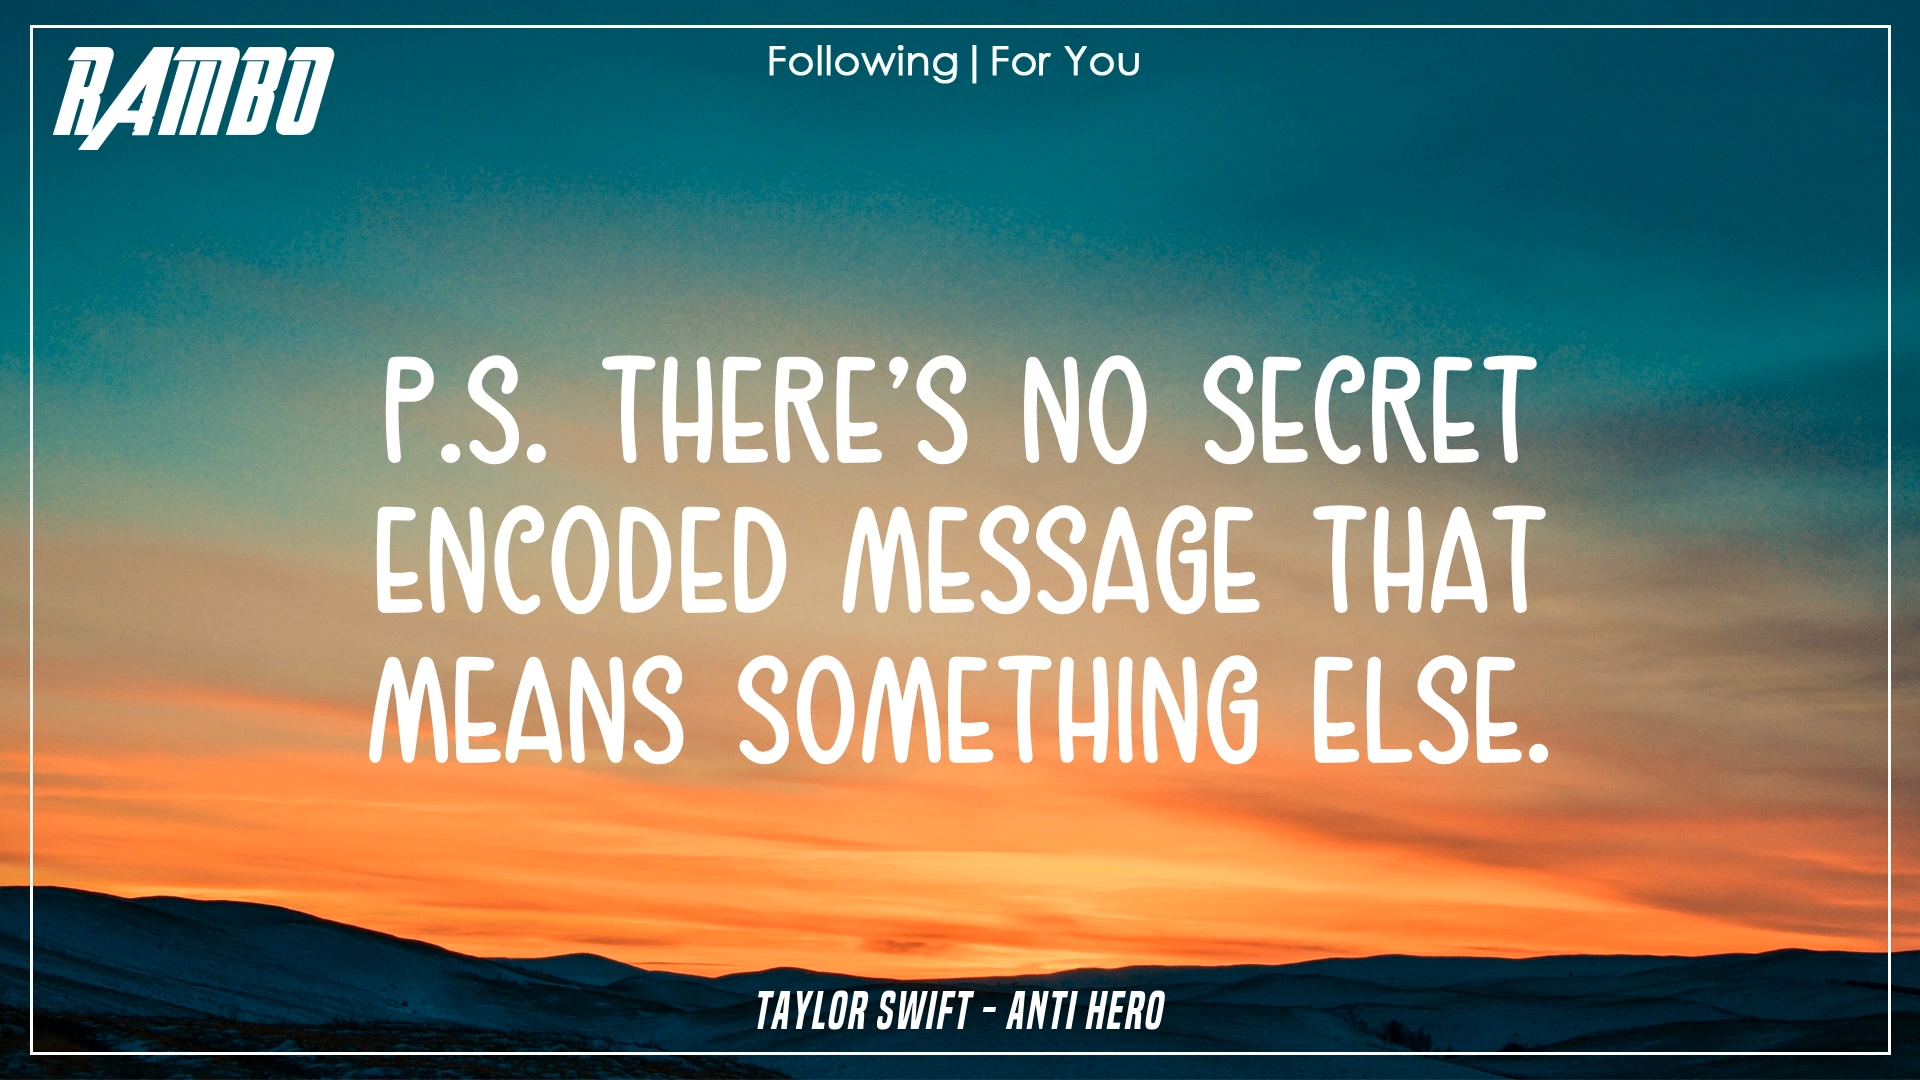 RAMBO
Following | For You
P.S. THERE'S NO SECRET
ENCODED MESSAGE THAT
MEANS SOMETHING ELSE.
TAYLOR SWIFT - ANTI HERO